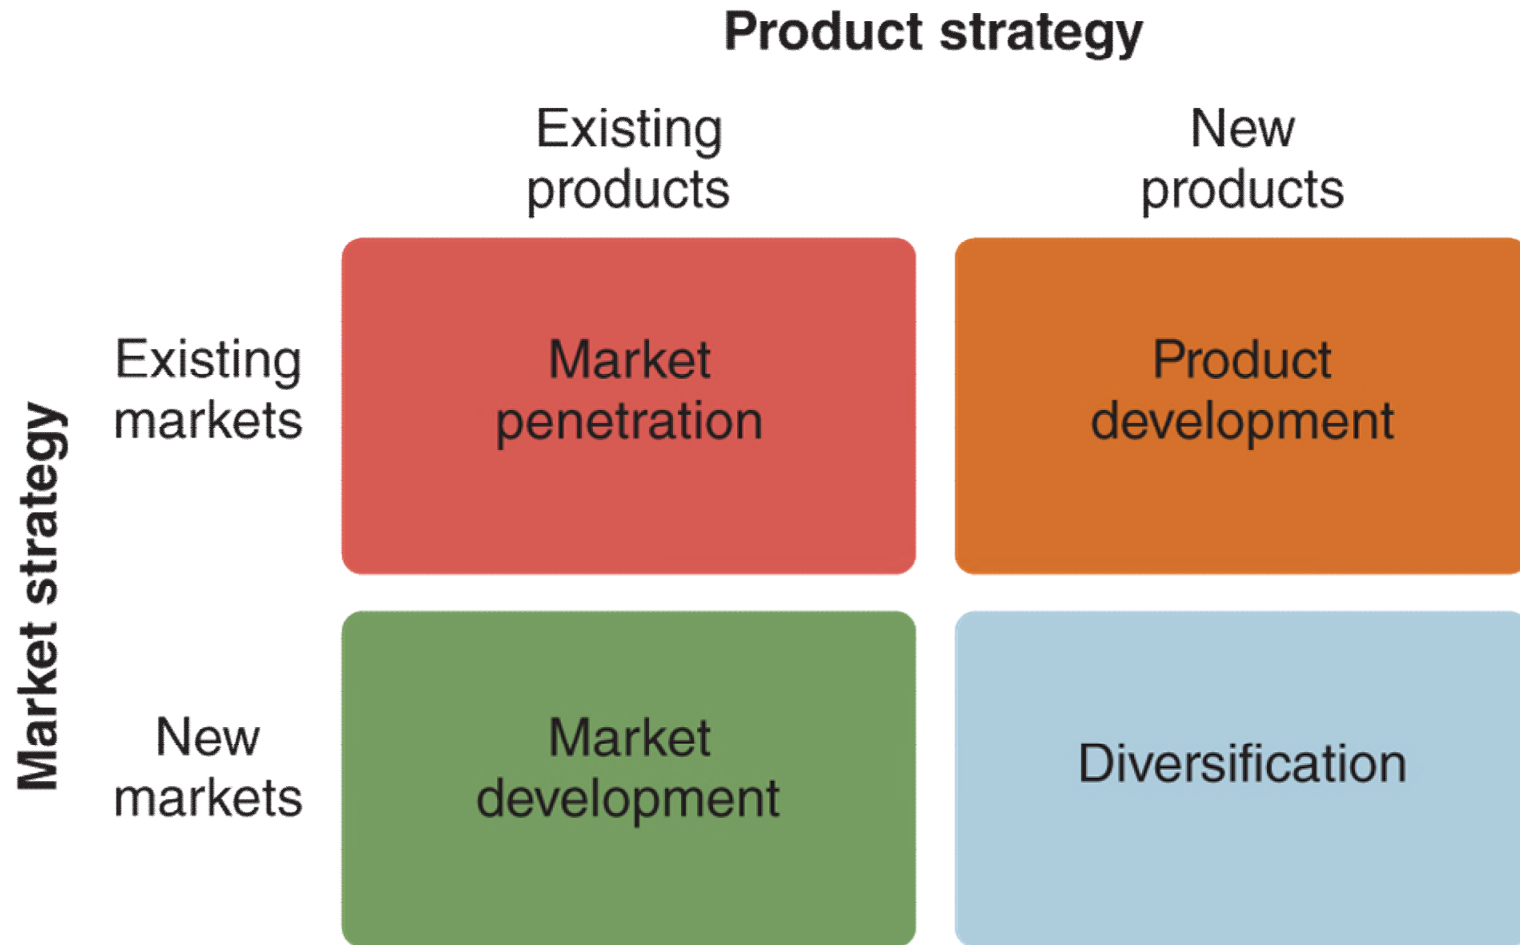 Product strategy
Existing
products
New
products
Market strategy
Existing
markets
Market
penetration
Product
development
New
markets
Market
development
Diversification